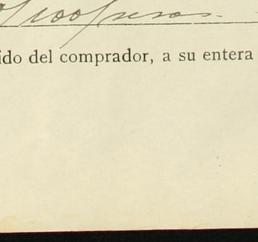 pesos.
ido del comprador, a su entera